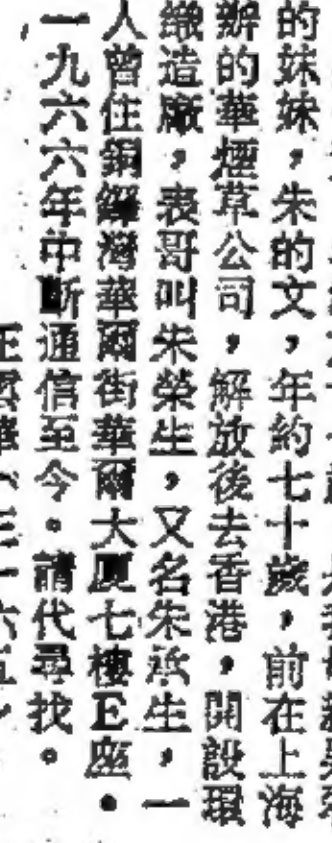 的妹妹，朱的文，年約七十歲，前在上海
辦的華煙草公司，解放後去香港，開設環
織造廠，表哥叫朱榮生，又名朱 生，一
人曾住銅鑼灣華爾街華爾大厦七樓E座。
一九六六年中斷通信至今。請代尋找。